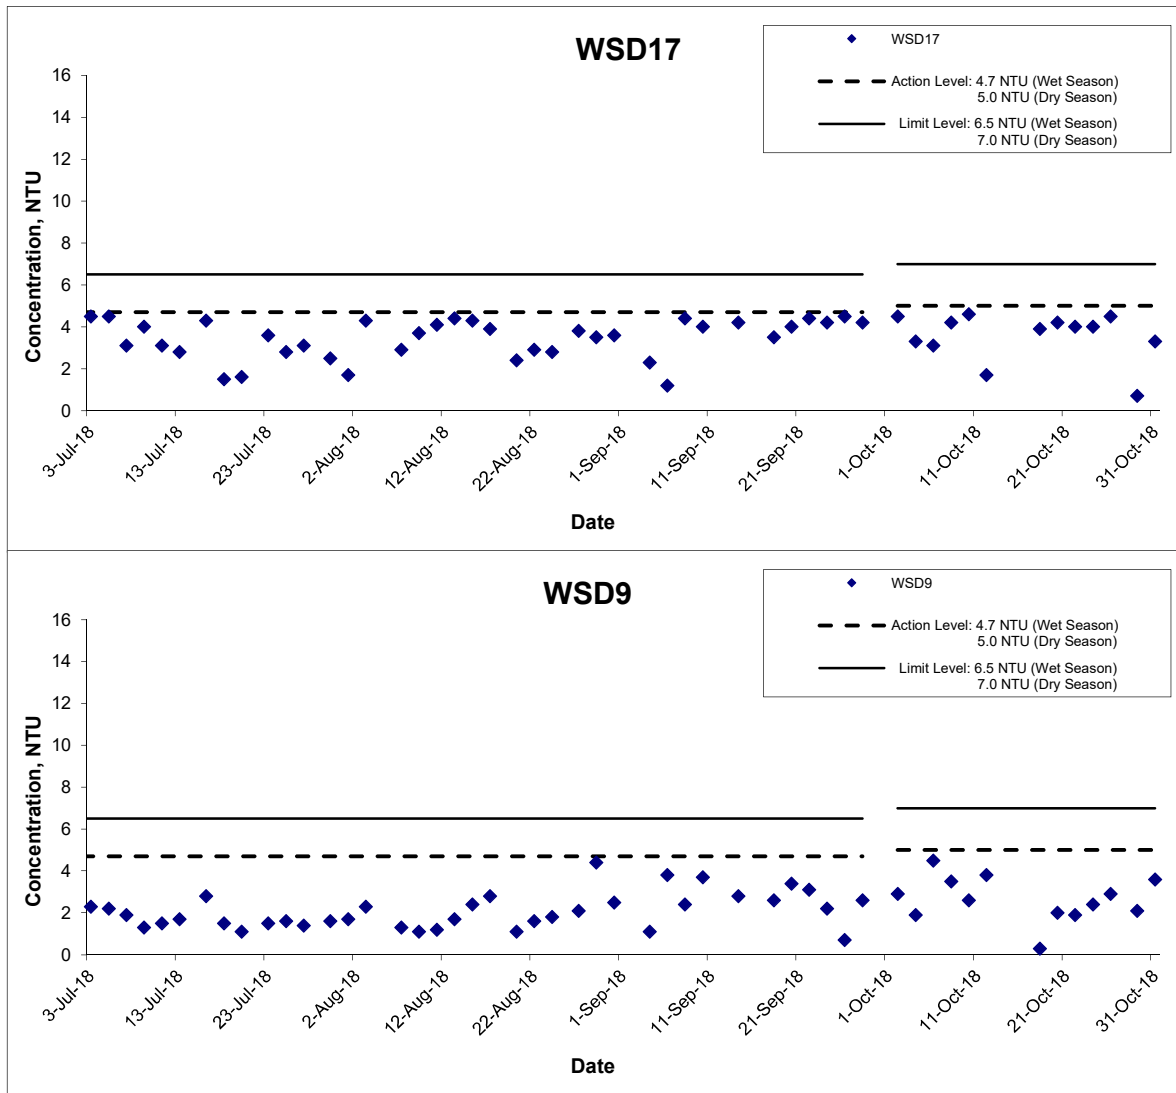 WSD17
WSD17
Action Level: 4.7 NTU (Wet Season)
5.0 NTU (Dry Season)
Limit Level: 6.5 NTU (Wet Season)
7.0 NTU (Dry Season)
Concentration, NTU
16
14
12
10
8
6
4
2
0
3-Jul-18
13-Jul-18
23-Jul-18
2-Aug-18
12-Aug-18
22-Aug-18
1-Sep-18
11-Sep-18
21-Sep-18
1-Oct-18
11-Oct-18
21-Oct-18
31-Oct-18
Date
WSD9
WSD9
Action Level: 4.7 NTU (Wet Season)
5.0 NTU (Dry Season)
Limit Level: 6.5 NTU (Wet Season)
7.0 NTU (Dry Season)
Concentration, NTU
16
14
12
10
8
6
4
2
0
3-Jul-18
13-Jul-18
23-Jul-18
2-Aug-18
12-Aug-18
22-Aug-18
1-Sep-18
11-Sep-18
21-Sep-18
1-Oct-18
11-Oct-18
21-Oct-18
31-Oct-18
Date